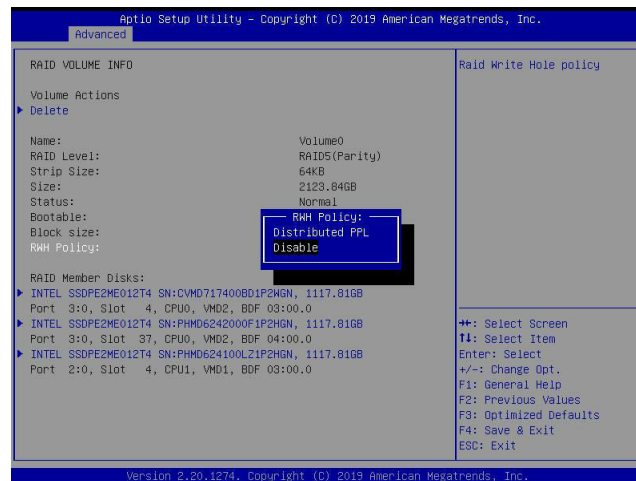 Aptio Setup Utility – Copyright (C) 2019 American Megatrends, Inc.
Advanced
RAID VOLUME INFO
Volume Actions
Delete
Name: Volume0
RAID Level: RAID5(Parity)
Strip Size: 64KB
Size: 2123.84GB
Status: Normal
Bootable:
Block size:
RWH Policy:
RWH Policy:
Distributed PPL
Disable
RAID Member Disks:
INTEL SSDPE2ME012T4 SN:CVMD717400BD1P2WGN, 1117.81GB
Port 3:0, Slot 4, CPU0, VMD2, BDF 03:00.0
INTEL SSDPE2ME012T4 SN:PHMD6242000F1P2HGN, 1117.81GB
Port 3:0, Slot 37, CPU0, VMD2, BDF 04:00.0
INTEL SSDPE2ME012T4 SN:PHMD624100LZ1P2HGN, 1117.81GB
Port 2:0, Slot 4, CPU1, VMD1, BDF 03:00.0
Raid Write Hole policy
→←: Select Screen
↑↓: Select Item
Enter: Select
+/-: Change Opt.
F1: General Help
F2: Previous Values
F3: Optimized Defaults
F4: Save & Exit
ESC: Exit
Version 2.20.1274. Copyright (C) 2019 American Megatrends, Inc.